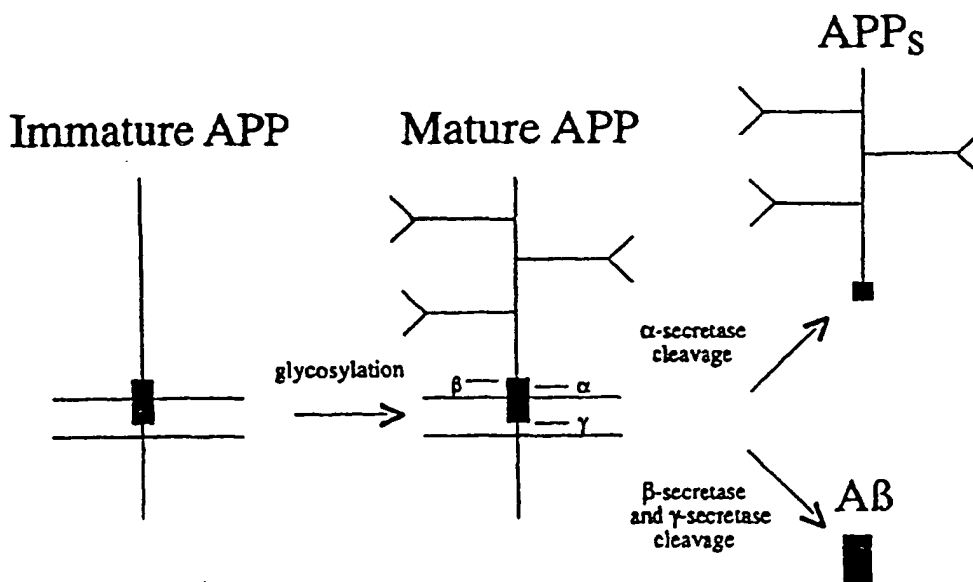 Immature APP
Mature APP
APPs
glycosylation
β
α
γ
α-secretase
cleavage
β-secretase
and γ-secretase
cleavage
Aß